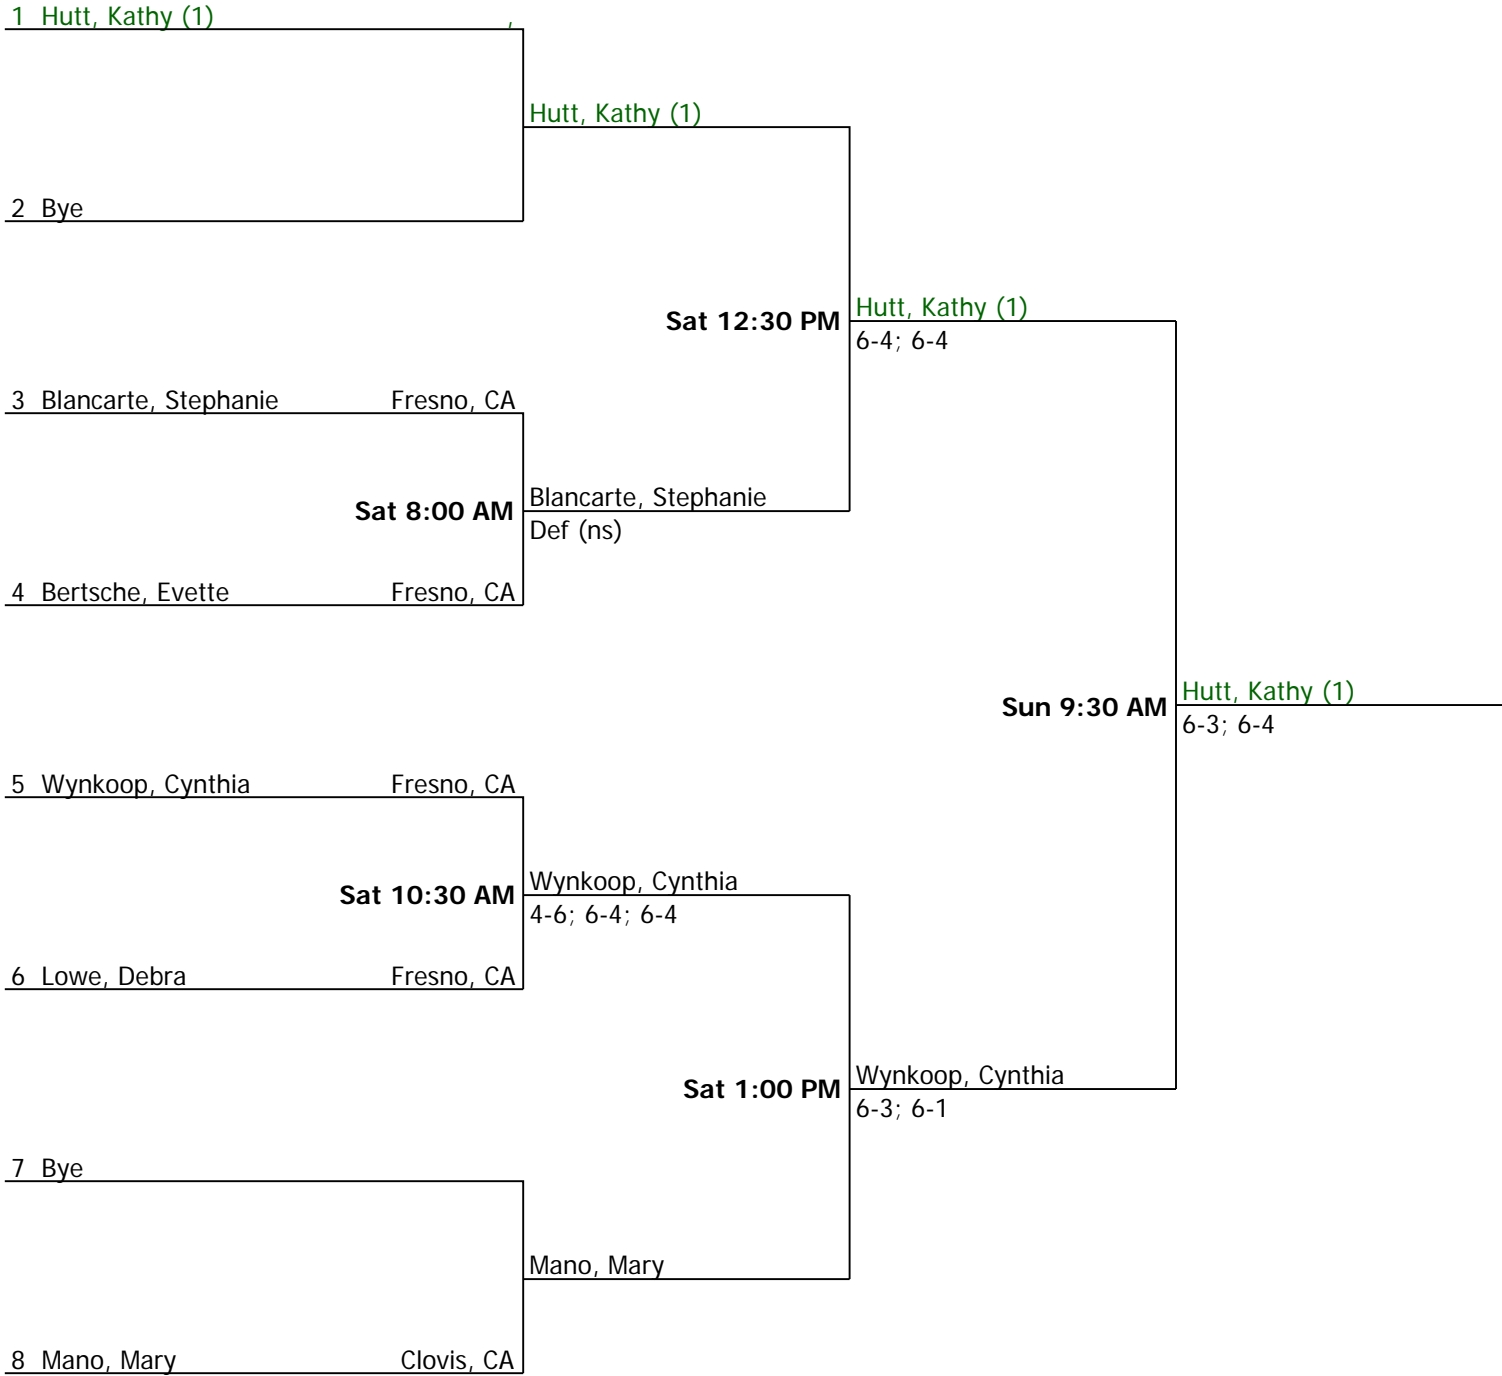 1 Hutt, Kathy (1) ,
Hutt, Kathy (1)
2 Bye
Sat 12:30 PM
Hutt, Kathy (1)
6-4; 6-4
3 Blancarte, Stephanie Fresno, CA
Sat 8:00 AM
Blancarte, Stephanie
Def (ns)
4 Bertsche, Evette Fresno, CA
Sun 9:30 AM
Hutt, Kathy (1)
6-3; 6-4
5 Wynkoop, Cynthia Fresno, CA
Sat 10:30 AM
Wynkoop, Cynthia
4-6; 6-4; 6-4
6 Lowe, Debra Fresno, CA
Sat 1:00 PM
Wynkoop, Cynthia
6-3; 6-1
7 Bye
Mano, Mary
8 Mano, Mary Clovis, CA